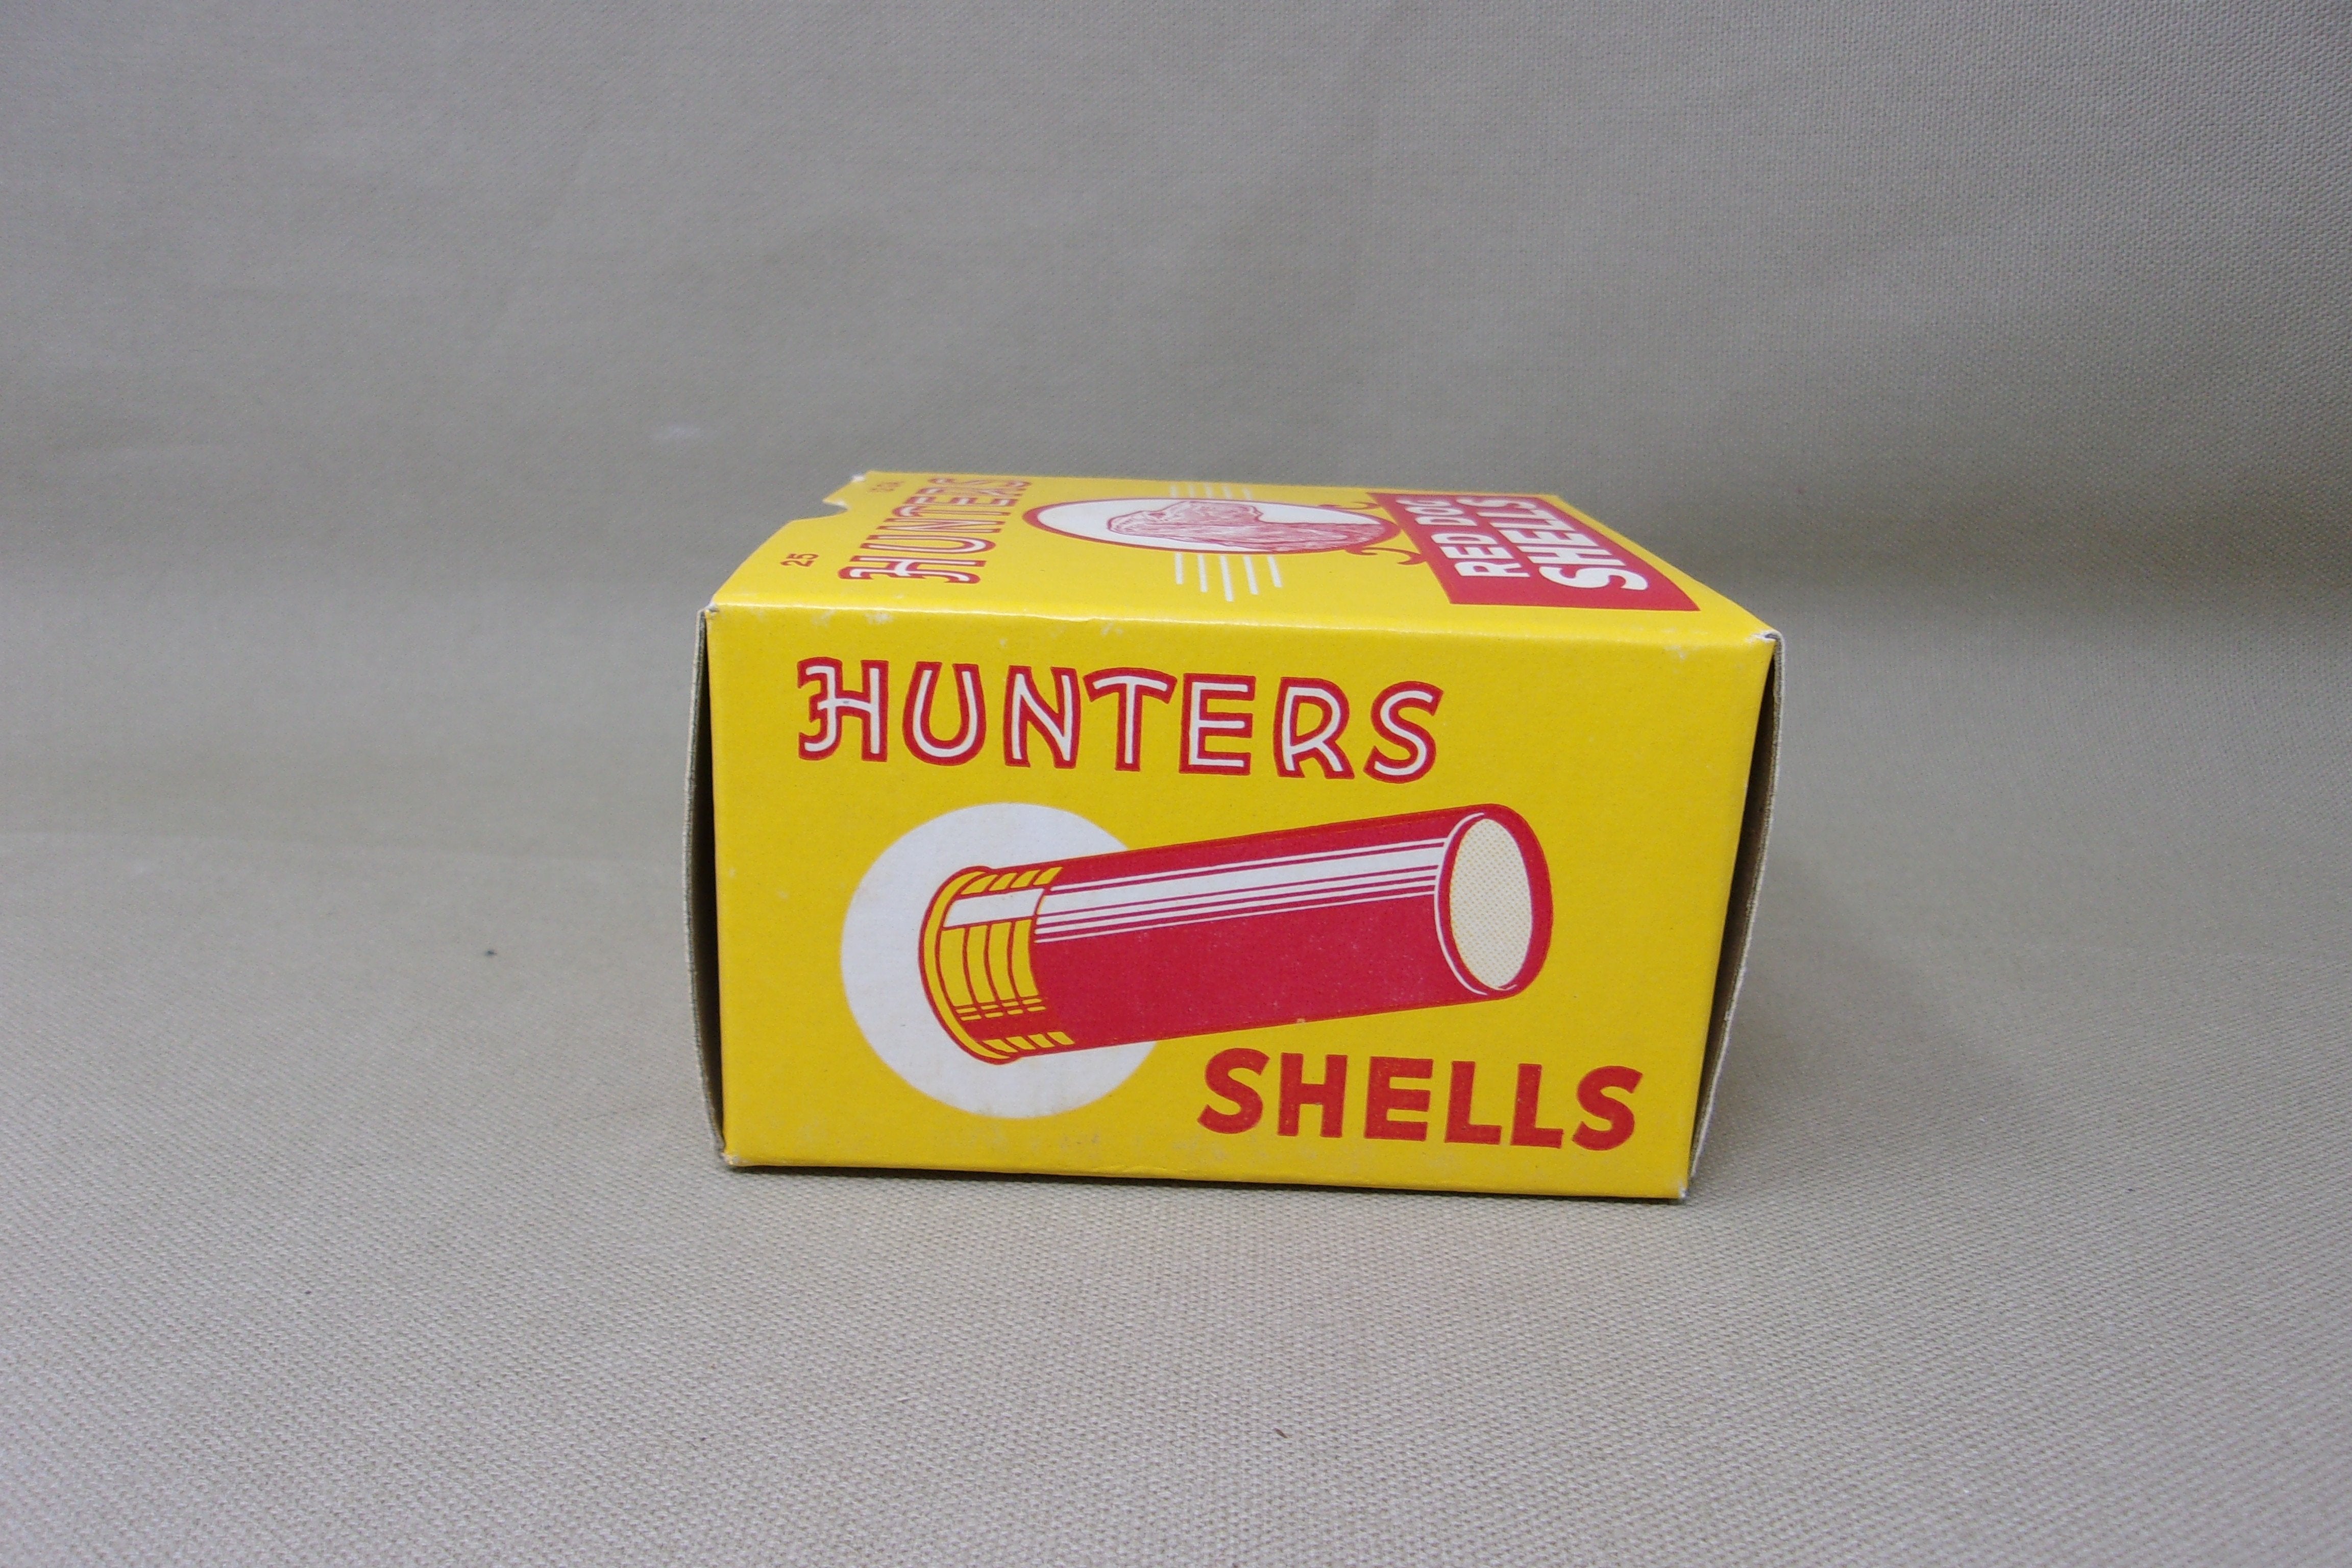 25
HUNTERS
RED DOG
SHELLS
HUNTERS
SHELLS